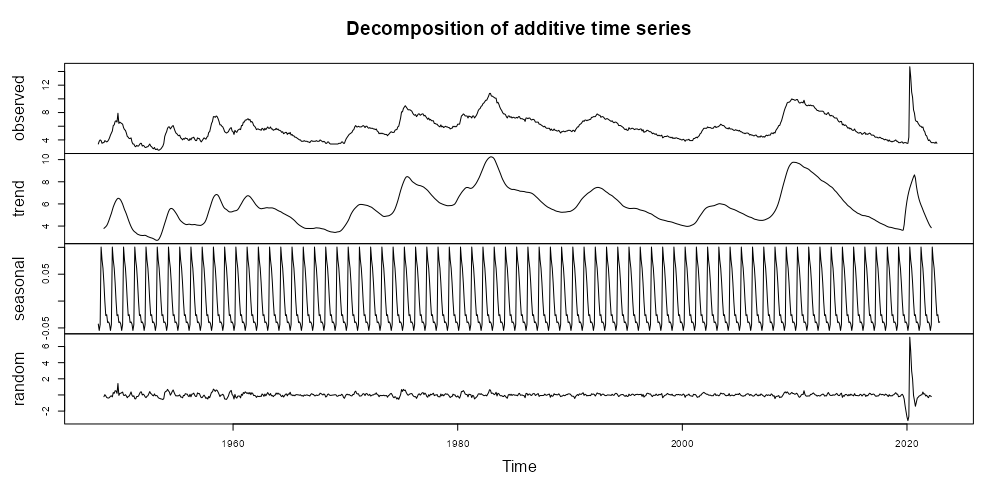 Decomposition of additive time series
observed
4 8 12
trend
4 6 8 10
seasonal
-0.05 0.05
random
-2 2 4 6
1960 1980 2000 2020
Time